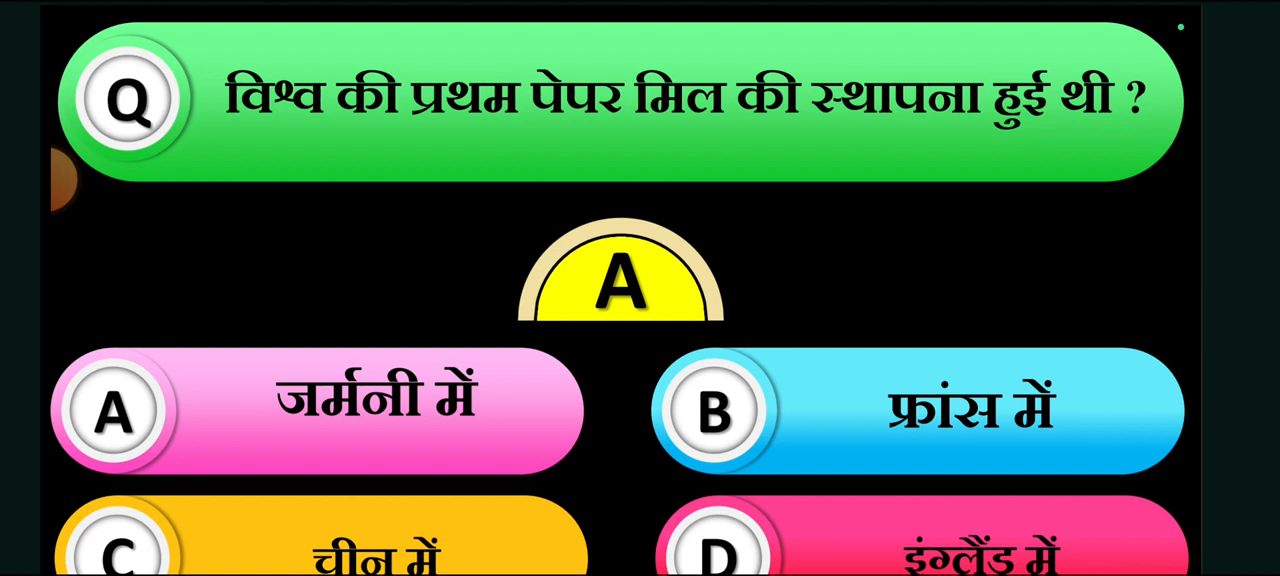 Q विश्व की प्रथम पेपर मिल की स्थापना हुई थी ?
A
A जर्मनी में
B फ्रांस में
C चीन में
D इंग्लैंड में